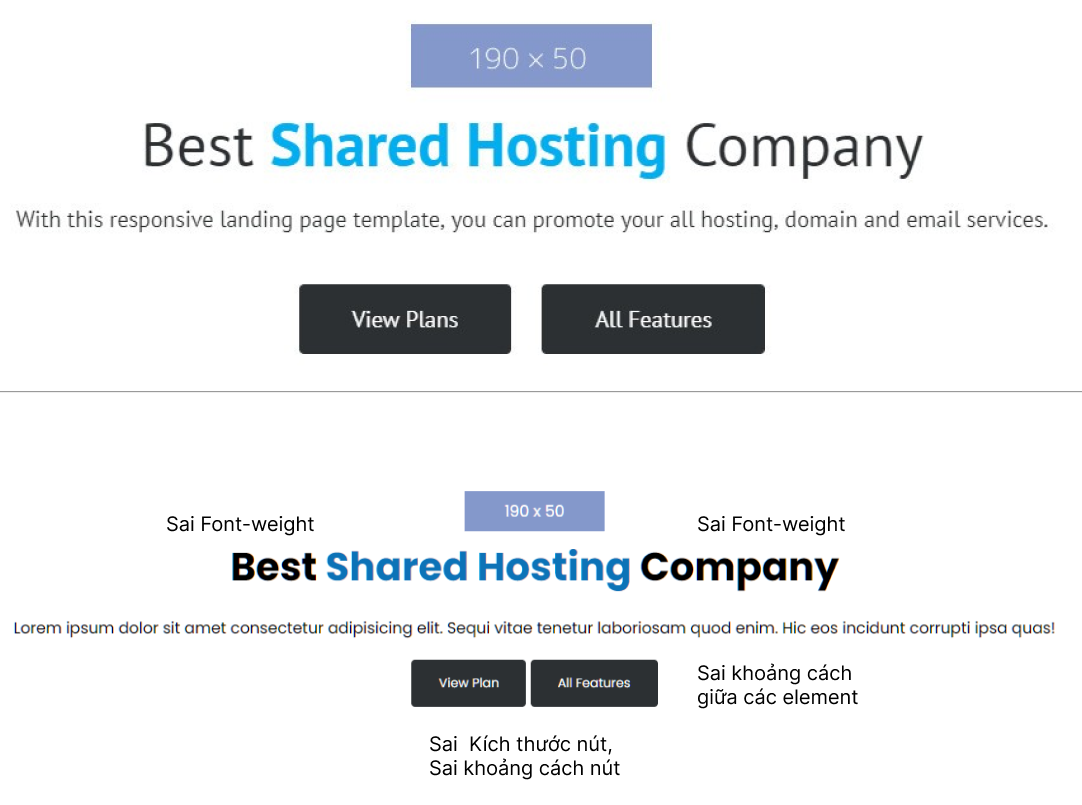 190 × 50
Best Shared Hosting Company
With this responsive landing page template, you can promote your all hosting, domain and email services.
View Plans
All Features
190 x 50
Sai Font-weight
Sai Font-weight
Best Shared Hosting Company
Lorem ipsum dolor sit amet consectetur adipisicing elit. Sequi vitae tenetur laboriosam quod enim. Hic eos incidunt corrupti ipsa quas!
View Plan
All Features
Sai khoảng cách
giữa các element
Sai  Kích thước nút,
Sai khoảng cách nút